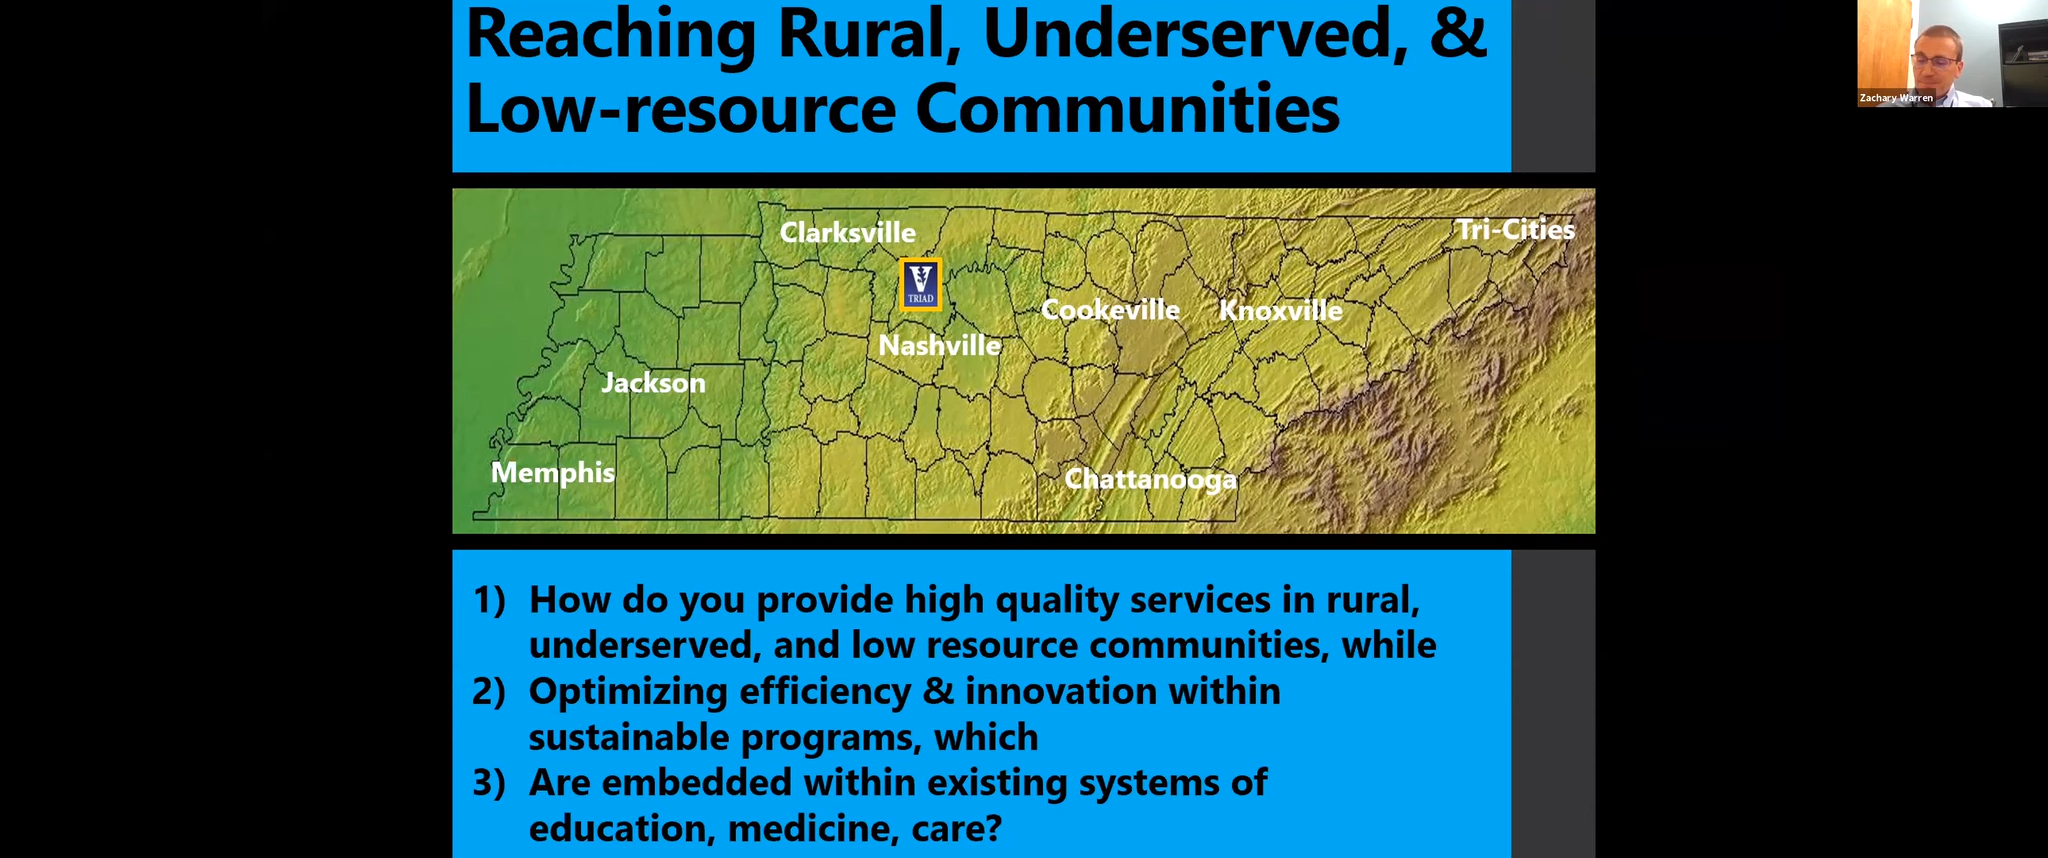 Reaching Rural, Underserved, &
Low-resource Communities
Zachary Warren
Clarksville
Tri-Cities
V
TRIAD
Cookeville
Knoxville
Nashville
Jackson
Memphis
Chattanooga
1) How do you provide high quality services in rural,
underserved, and low resource communities, while
2) Optimizing efficiency & innovation within
sustainable programs, which
3) Are embedded within existing systems of
education, medicine, care?